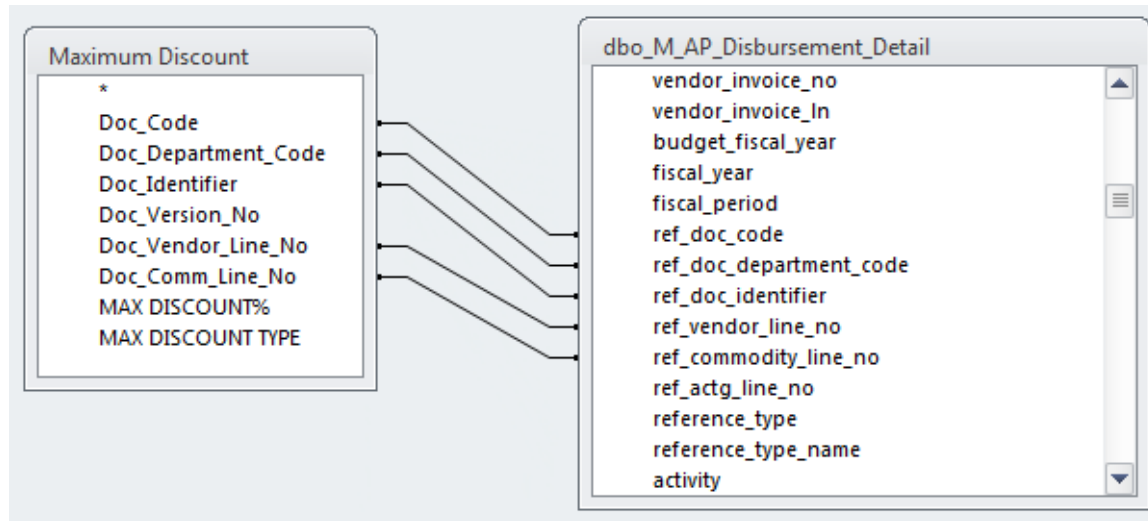 Maximum Discount
*
Doc_Code
Doc_Department_Code
Doc_Identifier
Doc_Version_No
Doc_Vendor_Line_No
Doc_Comm_Line_No
MAX DISCOUNT%
MAX DISCOUNT TYPE
dbo_M_AP_Disbursement_Detail
vendor_invoice_no
vendor_invoice_ln
budget_fiscal_year
fiscal_year
fiscal_period
ref_doc_code
ref_doc_department_code
ref_doc_identifier
ref_vendor_line_no
ref_commodity_line_no
ref_actg_line_no
reference_type
reference_type_name
activity